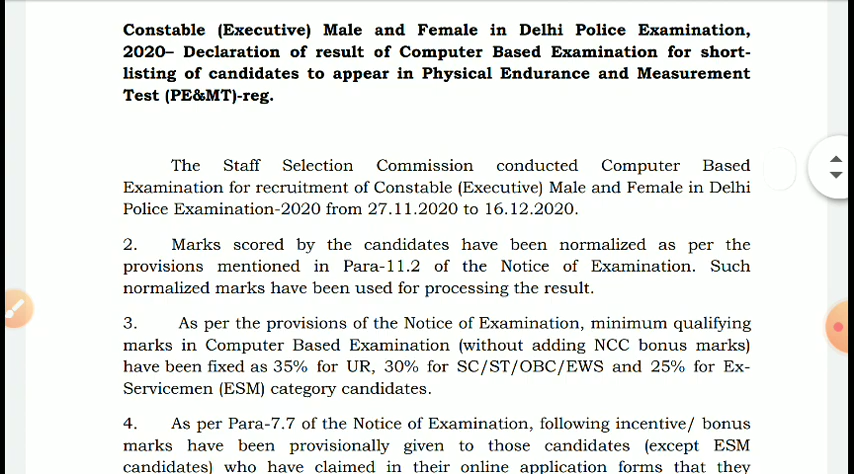 Constable (Executive) Male and Female in Delhi Police Examination,
2020– Declaration of result of Computer Based Examination for short-
listing of candidates to appear in Physical Endurance and Measurement
Test (PE&MT)-reg.
The Staff Selection Commission conducted Computer Based
Examination for recruitment of Constable (Executive) Male and Female in Delhi
Police Examination-2020 from 27.11.2020 to 16.12.2020.
2. Marks scored by the candidates have been normalized as per the
provisions mentioned in Para-11.2 of the Notice of Examination. Such
normalized marks have been used for processing the result.
3. As per the provisions of the Notice of Examination, minimum qualifying
marks in Computer Based Examination (without adding NCC bonus marks)
have been fixed as 35% for UR, 30% for SC/ST/OBC/EWS and 25% for Ex-
Servicemen (ESM) category candidates.
4. As per Para-7.7 of the Notice of Examination, following incentive/ bonus
marks have been provisionally given to those candidates (except ESM
candidates) who have claimed in their online application forms that they